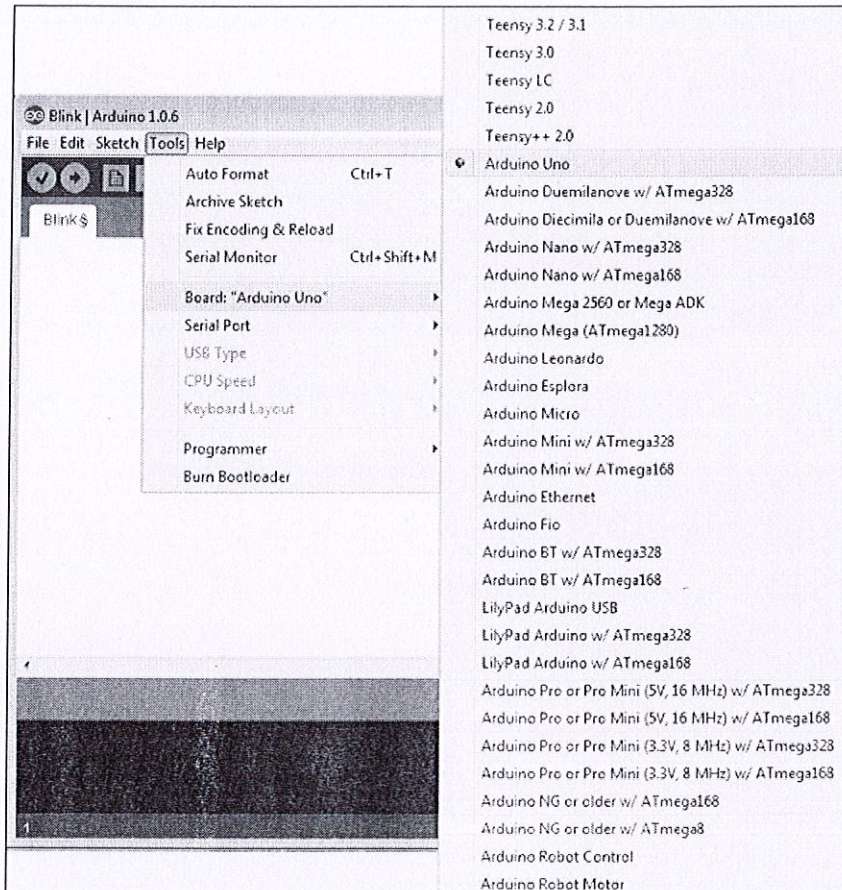 Blink | Arduino 1.0.6
File Edit Sketch Tools Help
Blink §
Auto Format Ctrl+T
Archive Sketch
Fix Encoding & Reload
Serial Monitor Ctrl+Shift+M
Board: "Arduino Uno"
Serial Port
USB Type
CPU Speed
Keyboard Layout
Programmer
Burn Bootloader
1
Teensy 3.2 / 3.1
Teensy 3.0
Teensy LC
Teensy 2.0
Teensy++ 2.0
Arduino Uno
Arduino Duemilanove w/ ATmega328
Arduino Diecimila or Duemilanove w/ ATmega168
Arduino Nano w/ ATmega328
Arduino Nano w/ ATmega168
Arduino Mega 2560 or Mega ADK
Arduino Mega (ATmega1280)
Arduino Leonardo
Arduino Esplora
Arduino Micro
Arduino Mini w/ ATmega328
Arduino Mini w/ ATmega168
Arduino Ethernet
Arduino Fio
Arduino BT w/ ATmega328
Arduino BT w/ ATmega168
LilyPad Arduino USB
LilyPad Arduino w/ ATmega328
LilyPad Arduino w/ ATmega168
Arduino Pro or Pro Mini (5V, 16 MHz) w/ ATmega328
Arduino Pro or Pro Mini (5V, 16 MHz) w/ ATmega168
Arduino Pro or Pro Mini (3.3V, 8 MHz) w/ ATmega328
Arduino Pro or Pro Mini (3.3V, 8 MHz) w/ ATmega168
Arduino NG or older w/ ATmega168
Arduino NG or older w/ ATmega8
Arduino Robot Control
Arduino Robot Motor